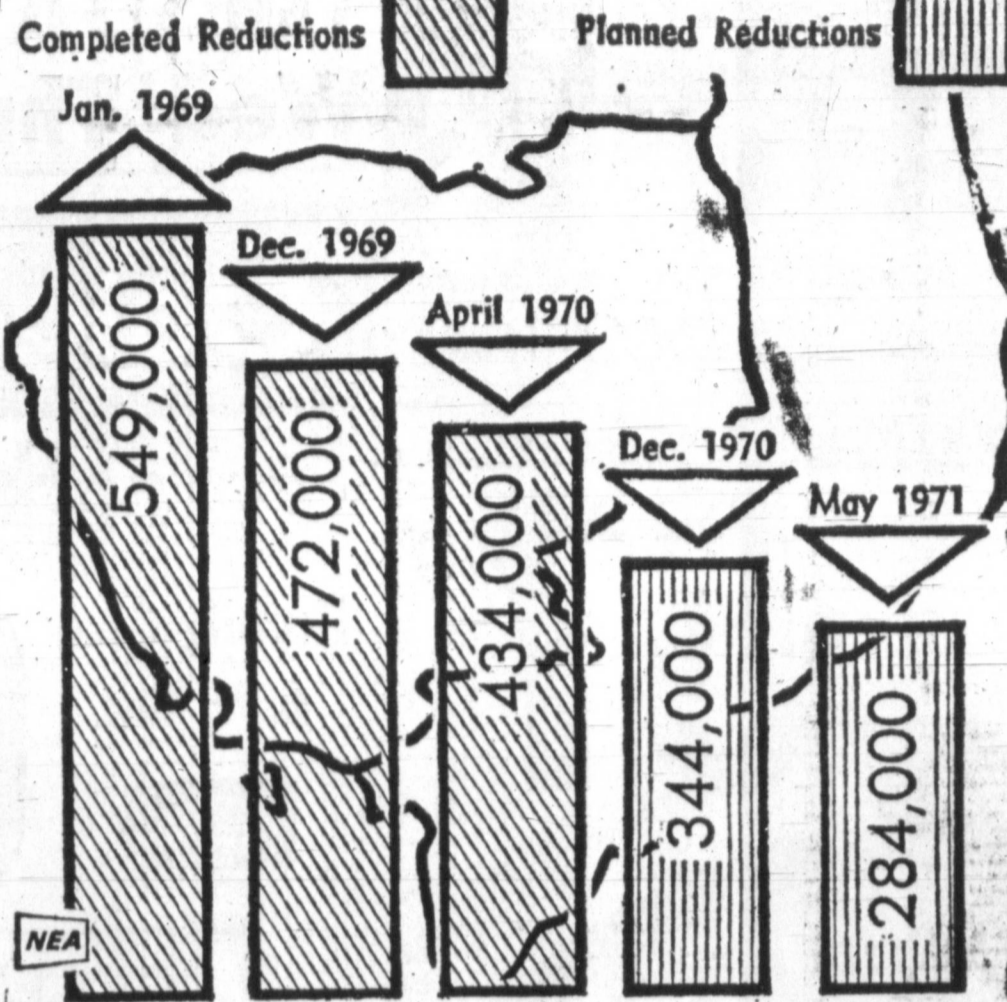 Completed Reductions
Planned Reductions
Jan. 1969
Dec. 1969
April 1970
Dec. 1970
May 1971
549,000
472,000
434,000
344,000
284,000
NEA